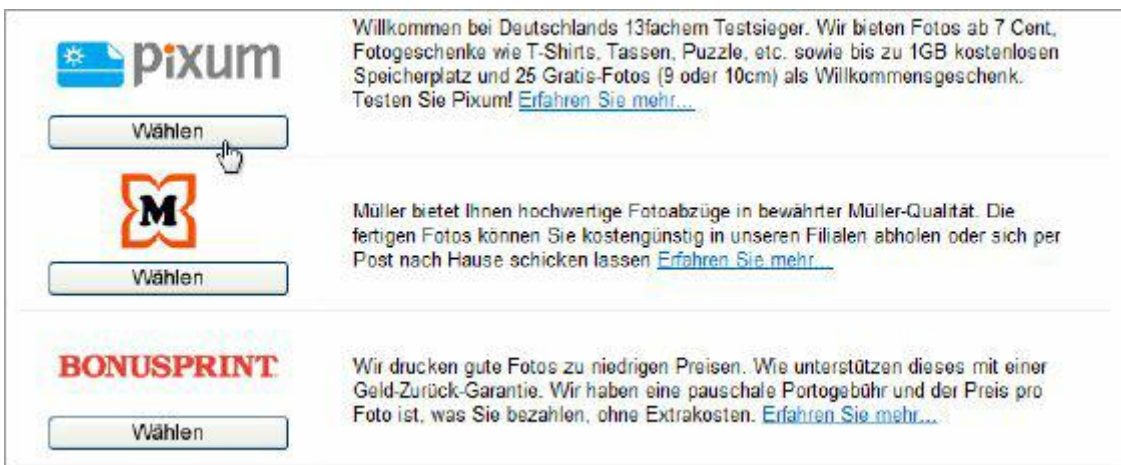 pixum
Willkommen bei Deutschlands 13fachem Testsieger. Wir bieten Fotos ab 7 Cent,
Fotogeschenke wie T-Shirts, Tassen, Puzzle, etc. sowie bis zu 1GB kostenlosen
Speicherplatz und 25 Gratis-Fotos (9 oder 10cm) als Willkommensgeschenk.
Testen Sie Pixum! Erfahren Sie mehr...
Wählen
M
Müller bietet Ihnen hochwertige Fotoabzüge in bewährter Müller-Qualität. Die
fertigen Fotos können Sie kostengünstig in unseren Filialen abholen oder sich per
Post nach Hause schicken lassen Erfahren Sie mehr...
Wählen
BONUSPRINT
Wir drucken gute Fotos zu niedrigen Preisen. Wie unterstützen dieses mit einer
Geld-Zurück-Garantie. Wir haben eine pauschale Portogebühr und der Preis pro
Foto ist, was Sie bezahlen, ohne Extrakosten. Erfahren Sie mehr...
Wählen